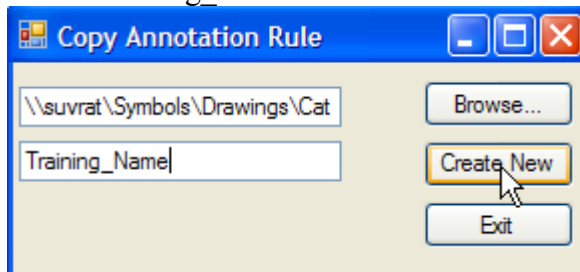 Copy Annotation Rule
\\suvrat\Symbols\Drawings\Cat
Browse...
Training_Name
Create New
Exit